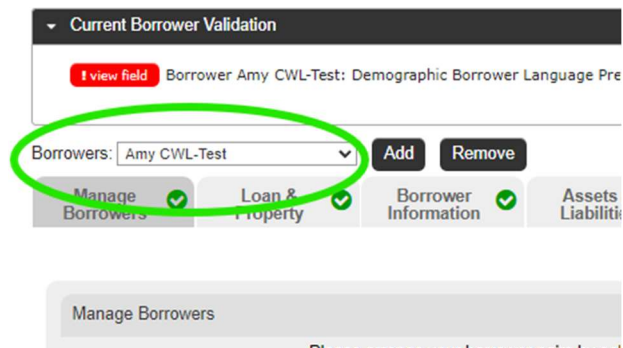 Current Borrower Validation
! view field Borrower Amy CWL-Test: Demographic Borrower Language Pre
Borrowers: Amy CWL-Test Add Remove
Manage Loan & Borrower Assets
Borrowers Property Information Liabiliti
Manage Borrowers